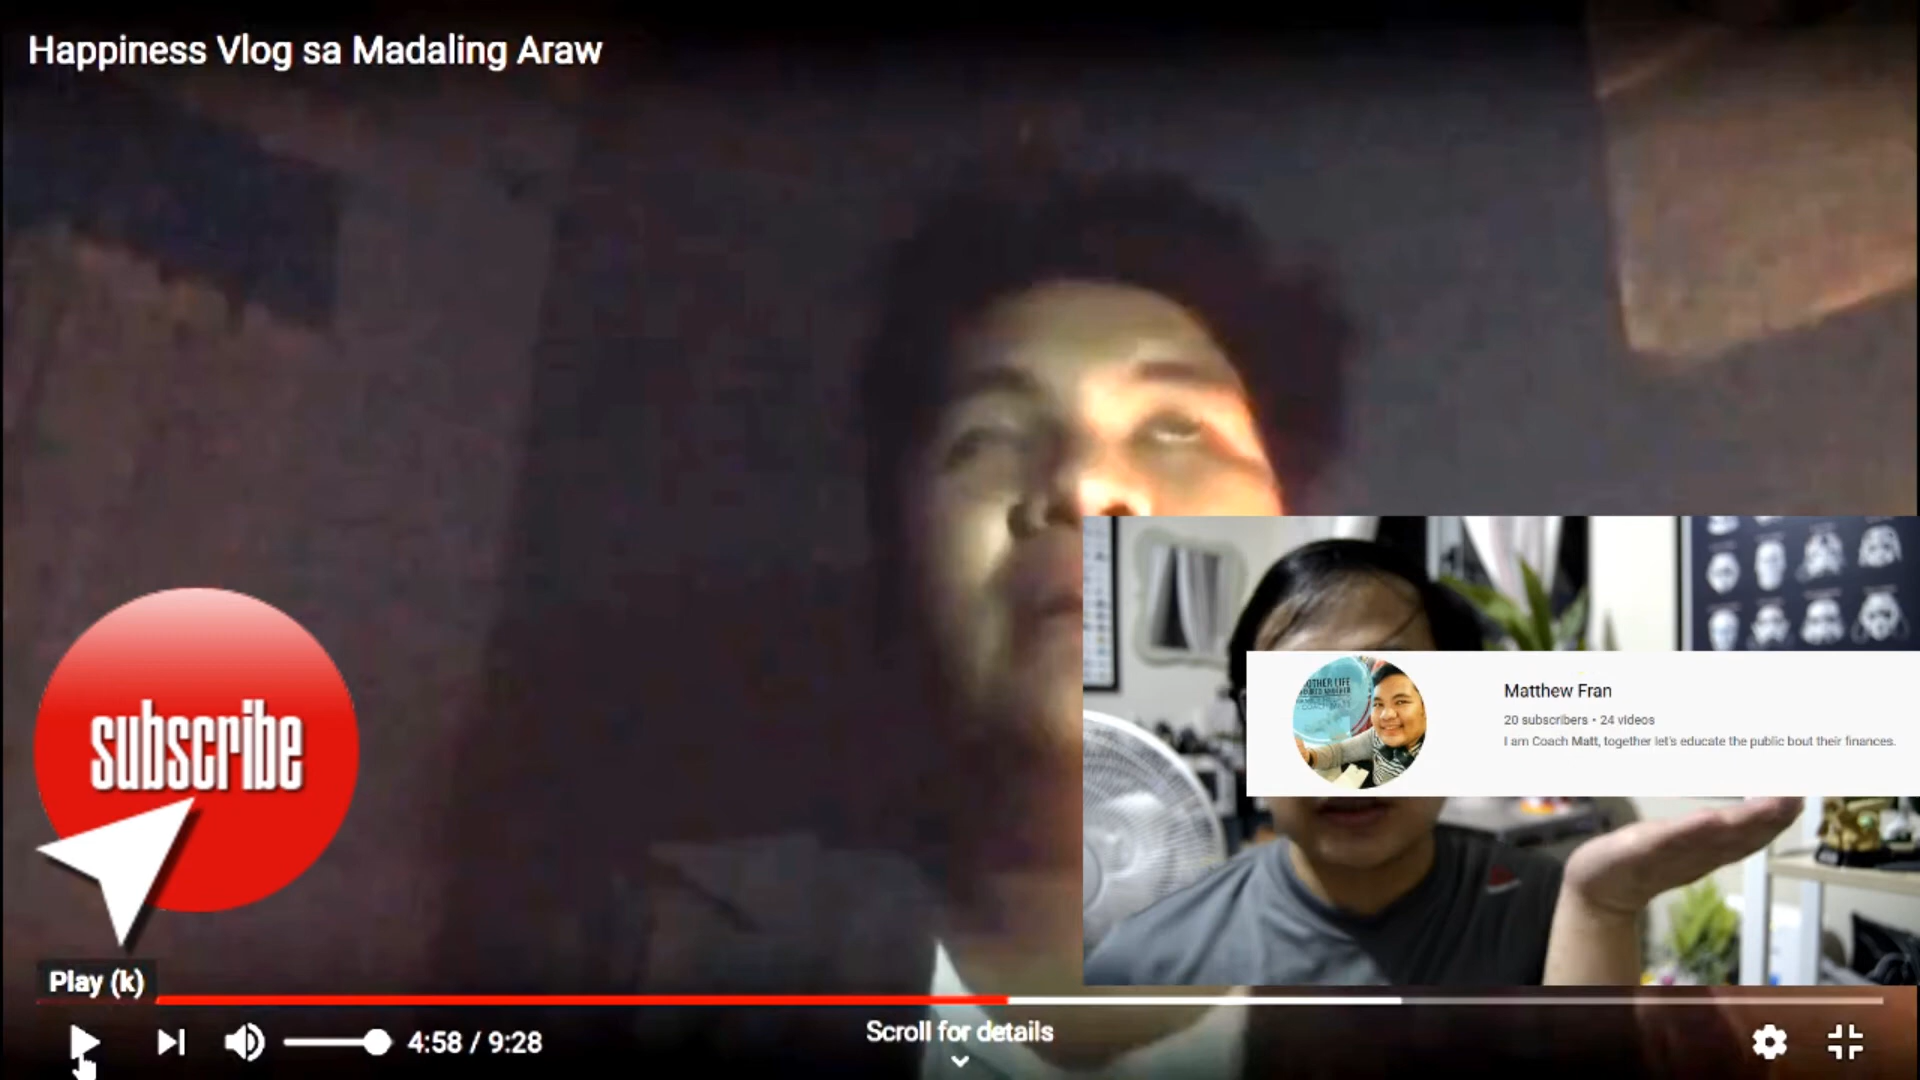 Happiness Vlog sa Madaling Araw
subscribe
Matthew Fran
20 subscribers • 24 videos
I am Coach Matt, together let's educate the public bout their finances.
Play (k)
4:58 / 9:28
Scroll for details